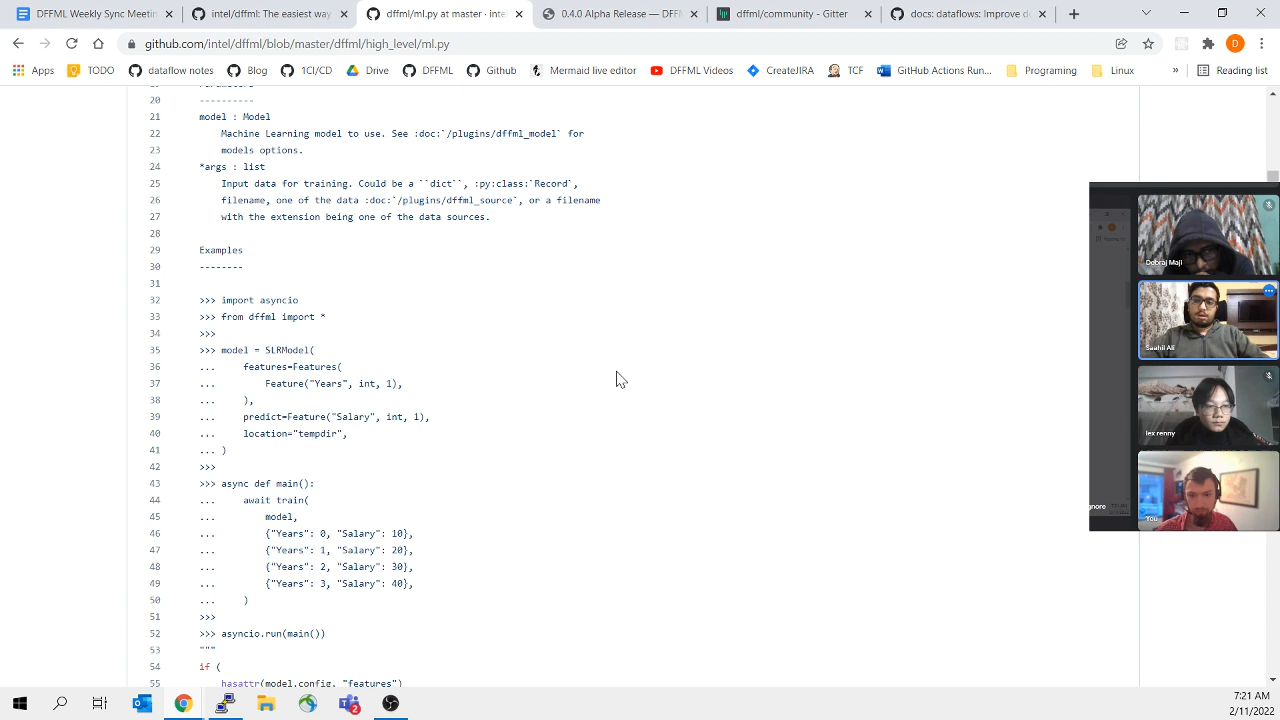 DFFML Weekly Sync Meetin
intel/dffml: The easiest way
dffml/ml.py at master · intel
0.4.0 Alpha Release — DFFM
dffml/community - Gitter
docs: dataflows: Improve do
github.com/intel/dffml/blob/master/dffml/high_level/ml.py
D
Apps
TODO
dataflow notes
Blog
1CI/CD
Drive
DFFML
Github
Mermaid live editor
DFFML Videos
CreateJIRA
TCF
GitHub Actions Run...
Programing
Linux
»
Reading list
20 ----------
21 model : Model
22 Machine Learning model to use. See :doc:`/plugins/dffml_model` for
23 models options.
24 *args : list
25 Input data for training. Could be a ``dict``, :py:class:`Record`,
26 filename, one of the data :doc:`/plugins/dffml_source`, or a filename
27 with the extension being one of the data sources.
28
29 Examples
30 --------
31
32 >>> import asyncio
33 >>> from dffml import *
34 >>>
35 >>> model = SLRModel(
36 ... features=Features(
37 ... Feature("Years", int, 1),
38 ... ),
39 ... predict=Feature("Salary", int, 1),
40 ... location="tempdir",
41 ... )
42 >>>
43 >>> async def main():
44 ... await train(
45 ... model,
46 ... {"Years": 0, "Salary": 10},
47 ... {"Years": 1, "Salary": 20},
48 ... {"Years": 2, "Salary": 30},
49 ... {"Years": 3, "Salary": 40},
50 ... )
51 >>>
52 >>> asyncio.run(main())
53 """
54 if (
55 hasattr(model.config, "features")
Debraj Maji
Saahil Ali
lex renny
gnore
You
2
7:21 AM
2/11/2022